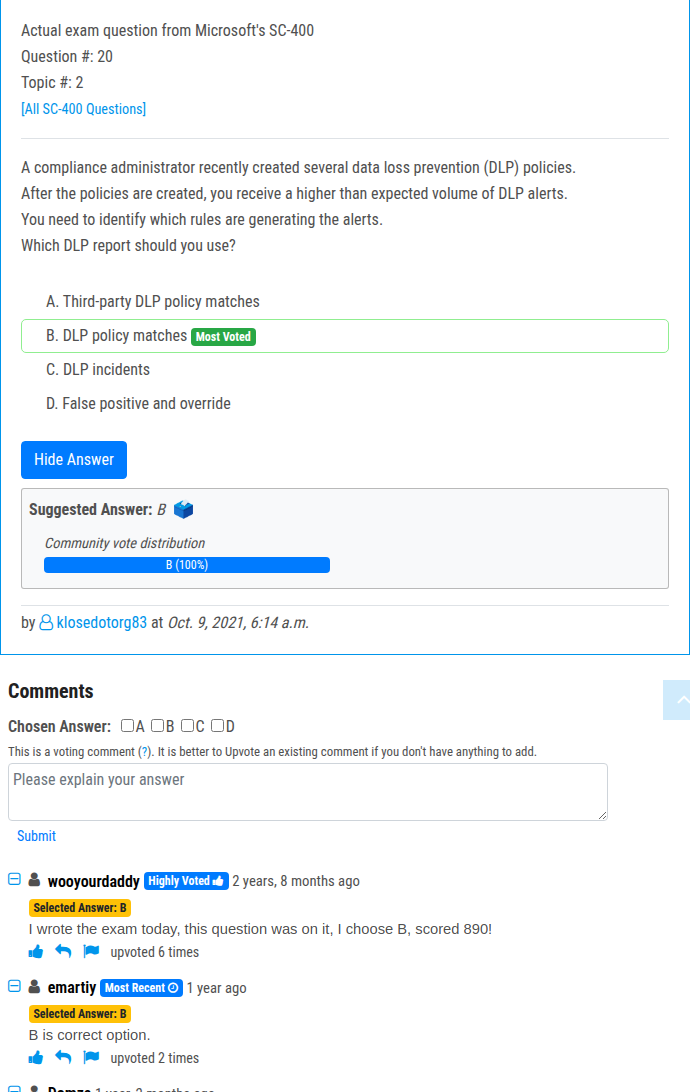 Actual exam question from Microsoft's SC-400
Question #: 20
Topic #: 2
[All SC-400 Questions]
A compliance administrator recently created several data loss prevention (DLP) policies.
After the policies are created, you receive a higher than expected volume of DLP alerts.
You need to identify which rules are generating the alerts.
Which DLP report should you use?
A. Third-party DLP policy matches
B. DLP policy matches Most Voted
C. DLP incidents
D. False positive and override
Hide Answer
Suggested Answer: B
Community vote distribution
B (100%)
by klosedotorg83 at Oct. 9, 2021, 6:14 a.m.
Comments
Chosen Answer: A B C D
This is a voting comment (?). It is better to Upvote an existing comment if you don't have anything to add.
Please explain your answer
Submit
wooyourdaddy Highly Voted 2 years, 8 months ago
Selected Answer: B
I wrote the exam today, this question was on it, I choose B, scored 890!
upvoted 6 times
emartiy Most Recent 1 year ago
Selected Answer: B
B is correct option.
upvoted 2 times